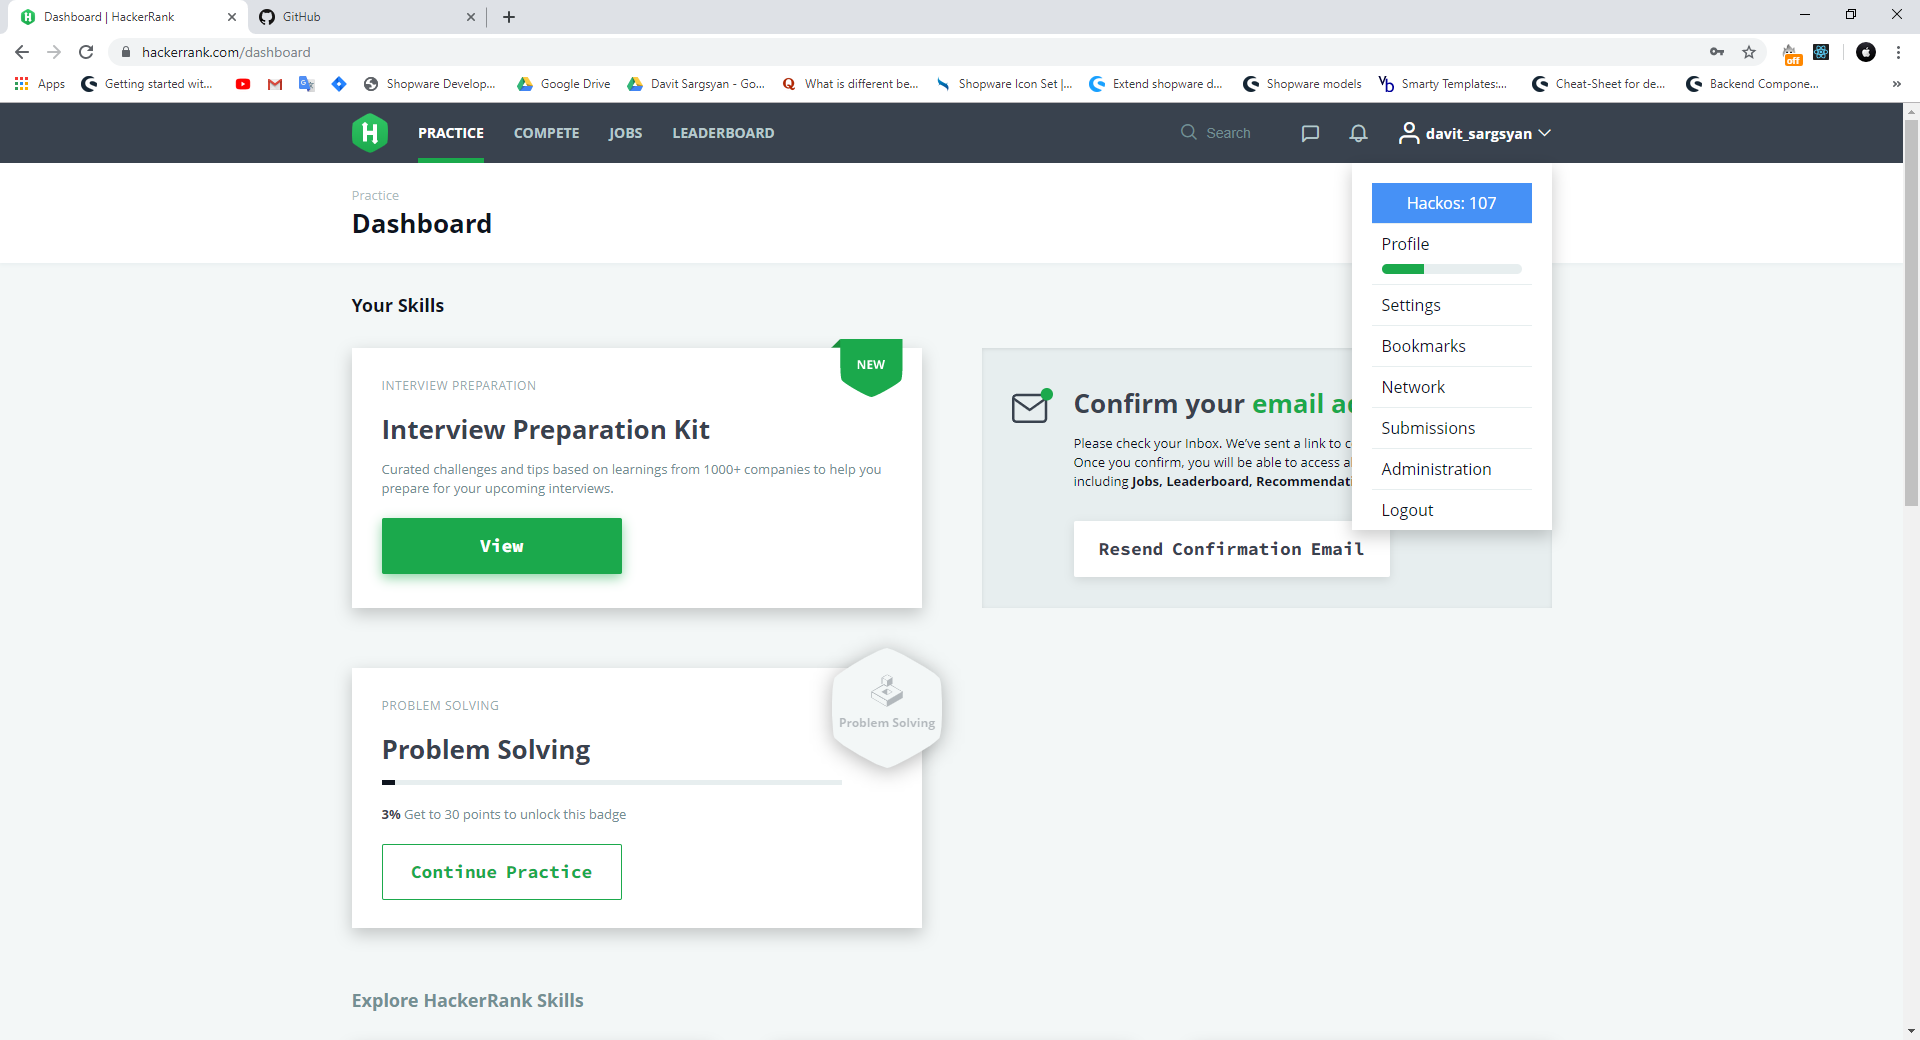 Dashboard | HackerRank
GitHub
hackerrank.com/dashboard
off
Apps
Getting started wit...
Shopware Develop...
Google Drive
Davit Sargsyan - Go...
What is different be...
Shopware Icon Set |...
Extend shopware d...
Shopware models
Smarty Templates:...
Cheat-Sheet for de...
Backend Compone...
PRACTICE
COMPETE
JOBS
LEADERBOARD
Search
davit_sargsyan
Practice
Dashboard
Hackos: 107
Profile
Settings
Bookmarks
Network
Submissions
Administration
Logout
Your Skills
NEW
INTERVIEW PREPARATION
Interview Preparation Kit
Curated challenges and tips based on learnings from 1000+ companies to help you
prepare for your upcoming interviews.
View
Confirm your email ad
Please check your Inbox. We've sent a link to c
Once you confirm, you will be able to access a
including Jobs, Leaderboard, Recommendati
Resend Confirmation Email
PROBLEM SOLVING
Problem Solving
Problem Solving
3% Get to 30 points to unlock this badge
Continue Practice
Explore HackerRank Skills